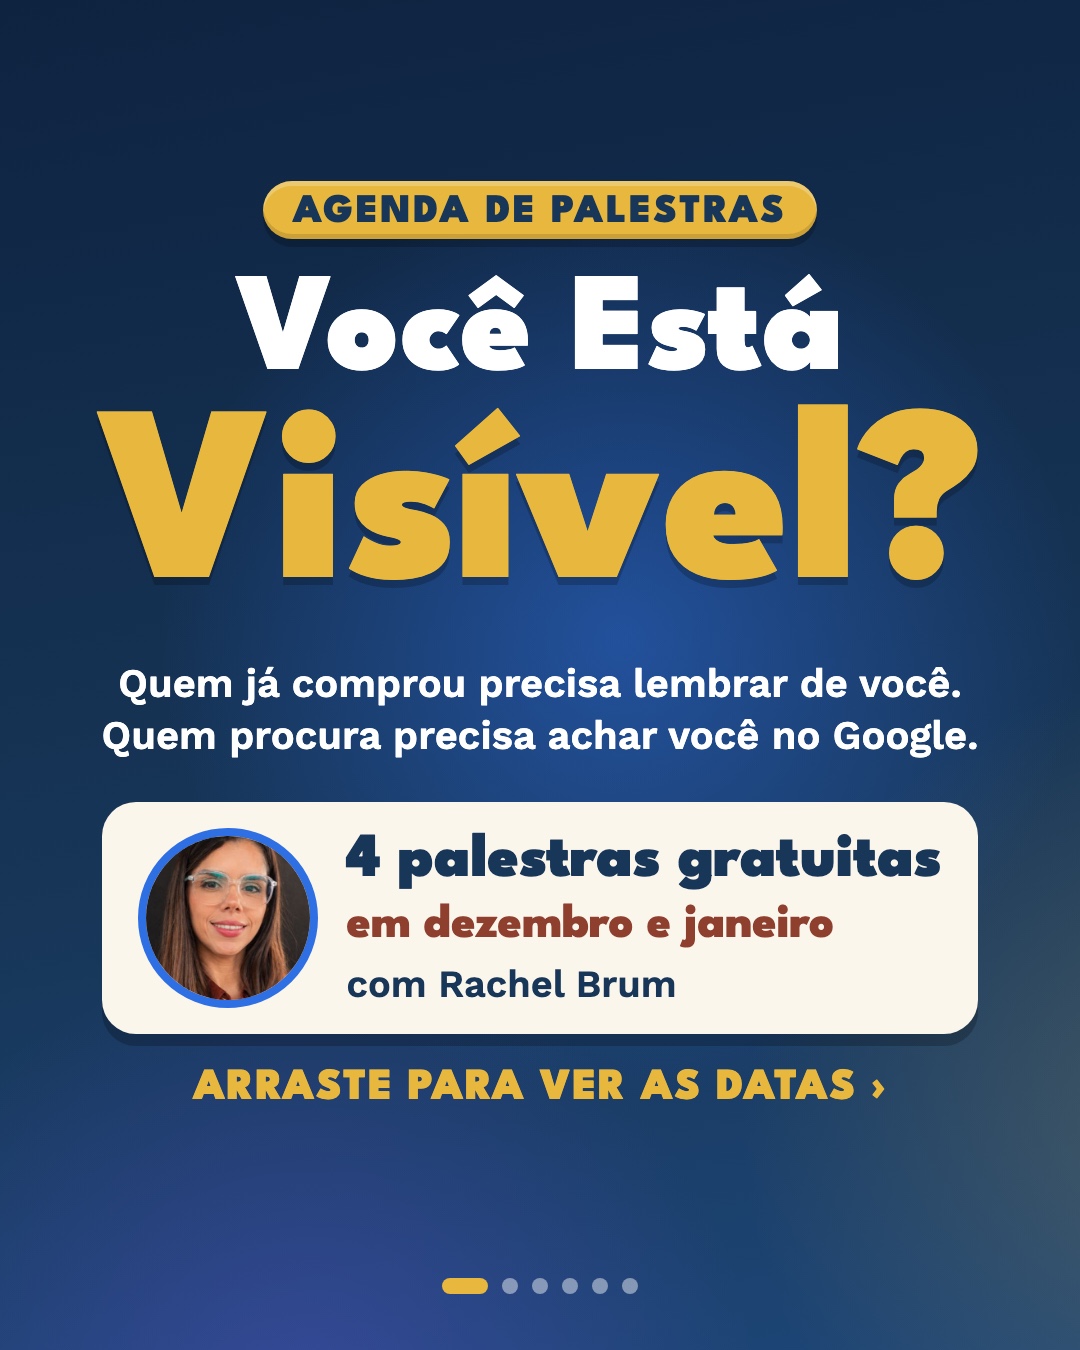 AGENDA DE PALESTRAS
Você Está
Visível?
Quem já comprou precisa lembrar de você.
Quem procura precisa achar você no Google.
4 palestras gratuitas
em dezembro e janeiro
com Rachel Brum
ARRASTE PARA VER AS DATAS ›